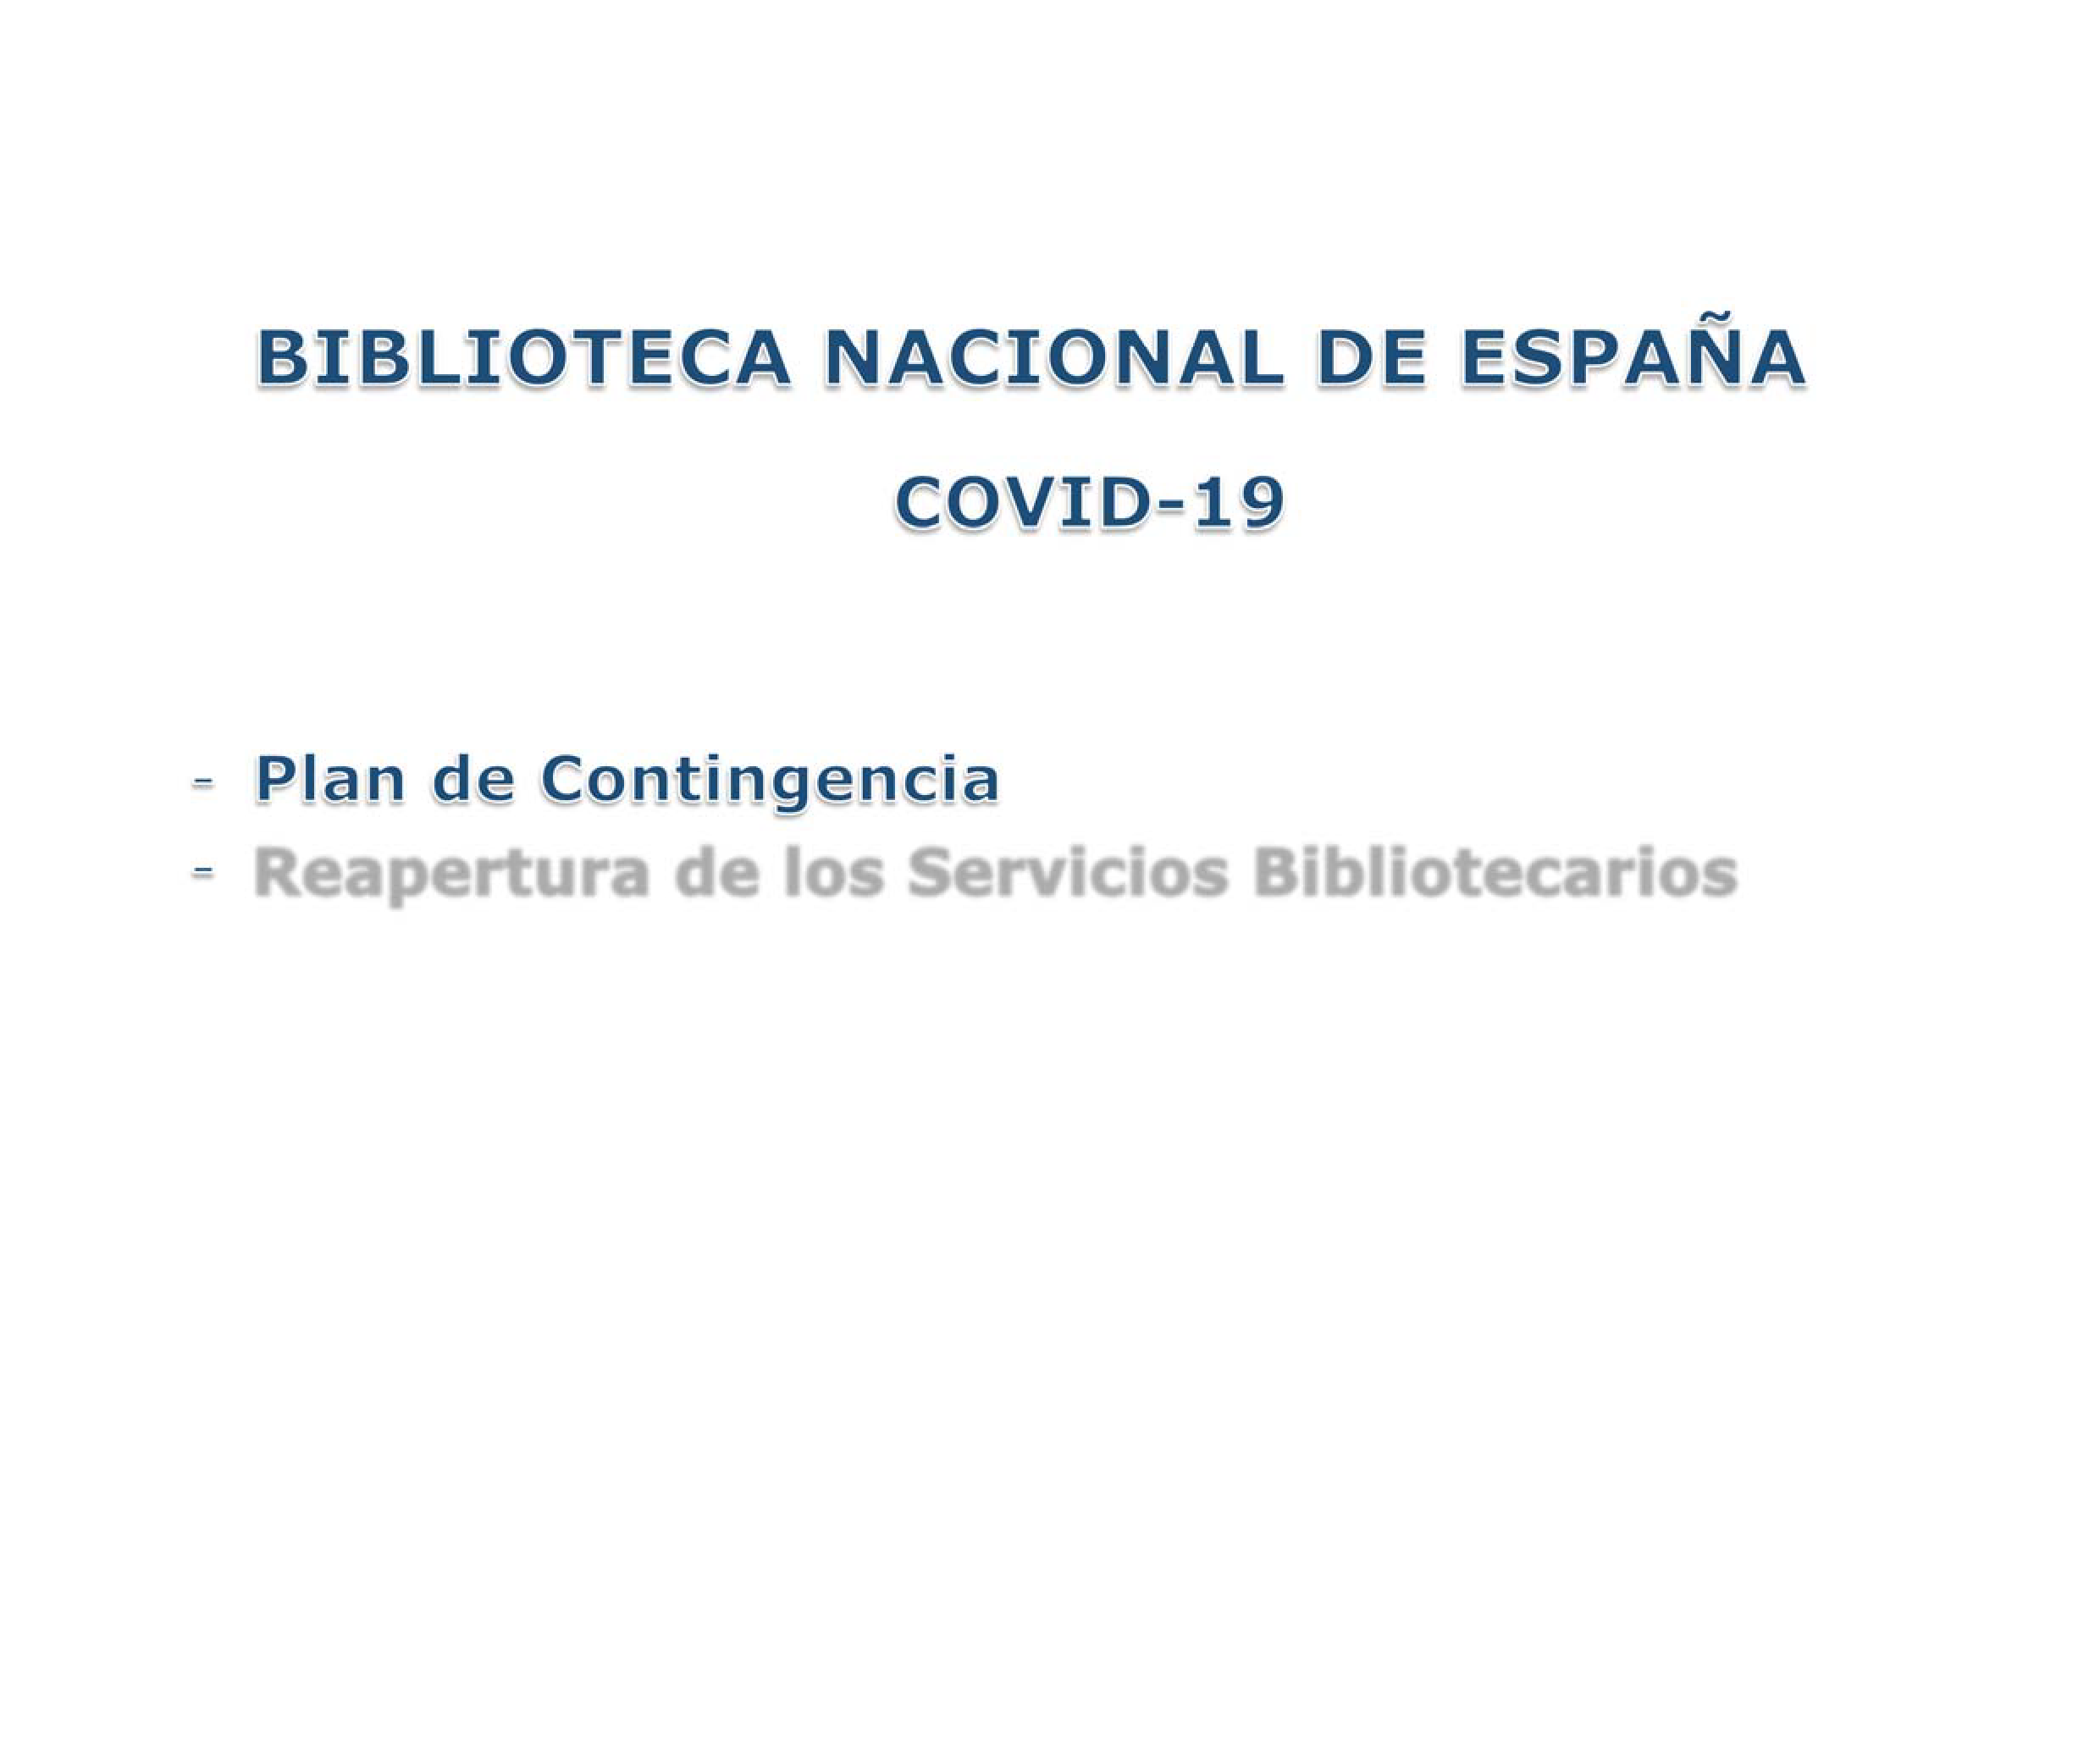 BIBLIOTECA NACIONAL DE ESPAÑA
COVID-19
- Plan de Contingencia
- Reapertura de los Servicios Bibliotecarios